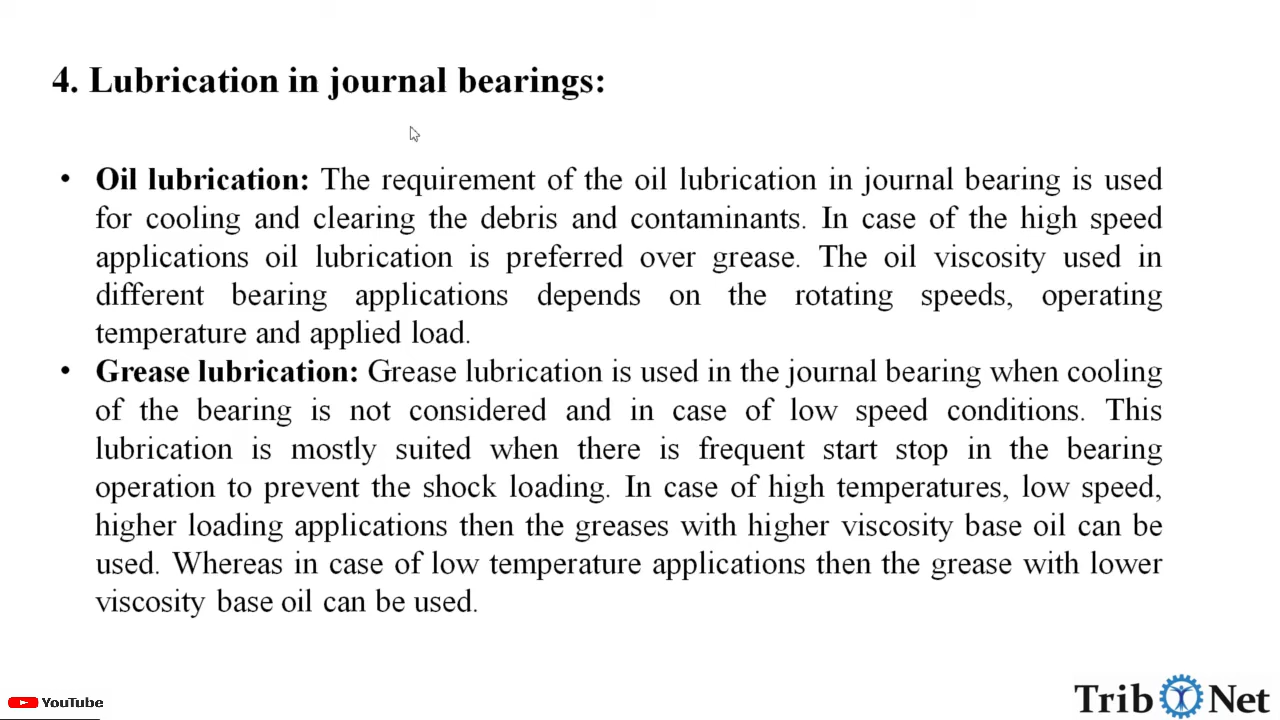 4. Lubrication in journal bearings:
• Oil lubrication: The requirement of the oil lubrication in journal bearing is used
for cooling and clearing the debris and contaminants. In case of the high speed
applications oil lubrication is preferred over grease. The oil viscosity used in
different bearing applications depends on the rotating speeds, operating
temperature and applied load.
• Grease lubrication: Grease lubrication is used in the journal bearing when cooling
of the bearing is not considered and in case of low speed conditions. This
lubrication is mostly suited when there is frequent start stop in the bearing
operation to prevent the shock loading. In case of high temperatures, low speed,
higher loading applications then the greases with higher viscosity base oil can be
used. Whereas in case of low temperature applications then the grease with lower
viscosity base oil can be used.
YouTube
Trib Net